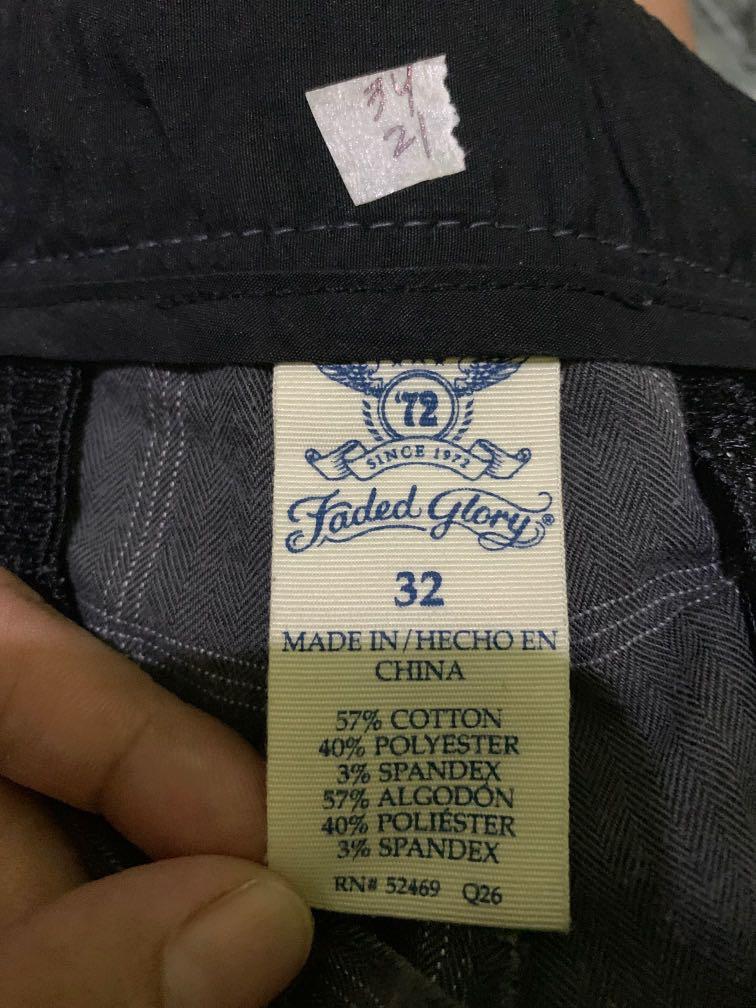 34
21
'72
SINCE 1972
Faded Glory®
32
MADE IN/HECHO EN
CHINA
57% COTTON
40% POLYESTER
3% SPANDEX
57% ALGODÓN
40% POLIÉSTER
3% SPANDEX
RN# 52469 Q26